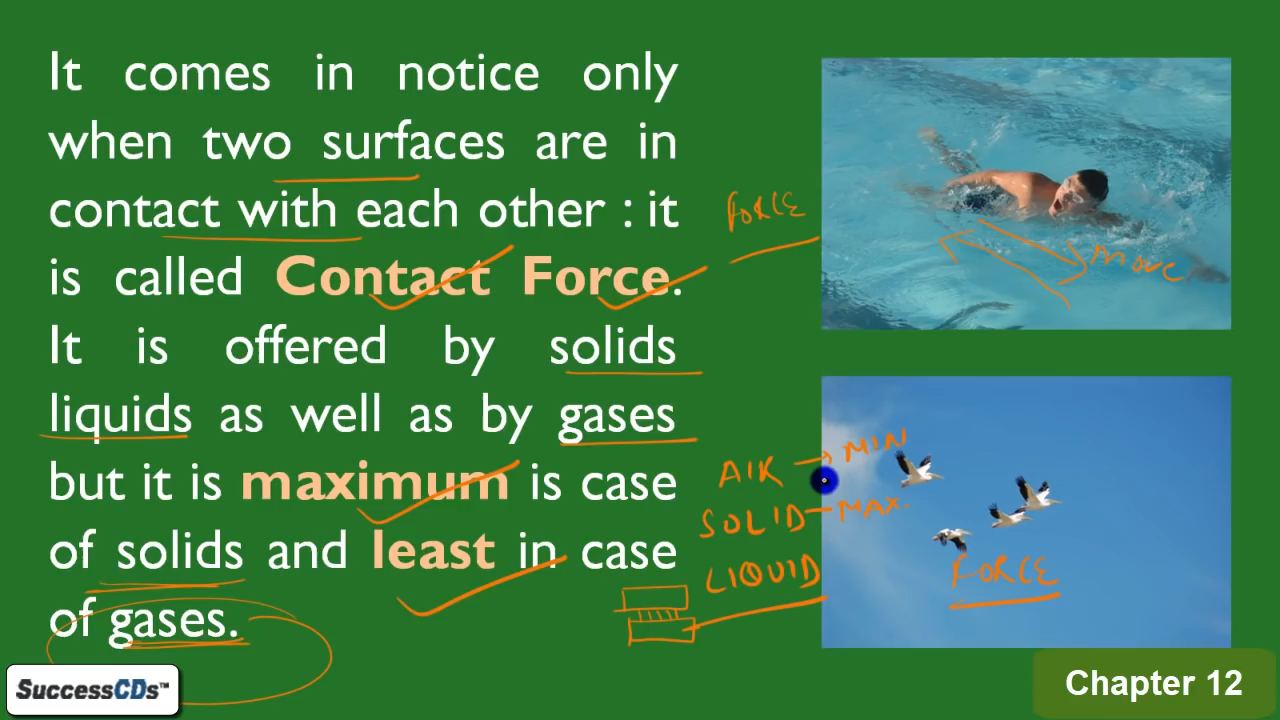 It comes in notice only
when two surfaces are in
contact with each other : it
is called Contact Force.
It is offered by solids
liquids as well as by gases
but it is maximum is case
of solids and least in case
of gases.
FORCE
move
AIR → MIN
SOLID - MAX.
LIQUID
FORCE
SuccessCDs™
Chapter 12